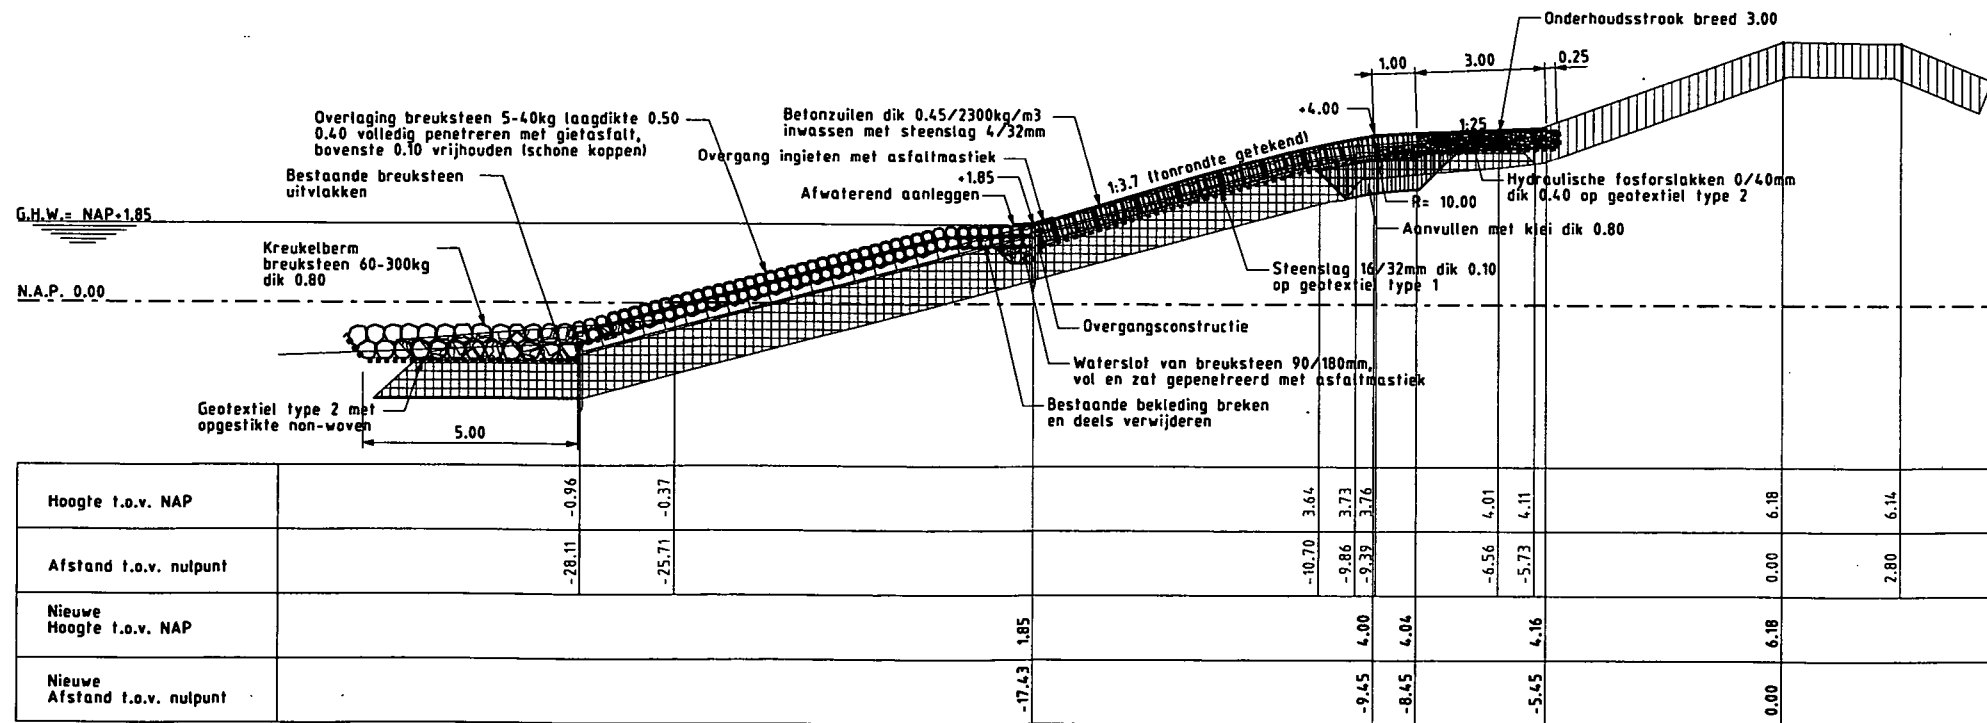 Onderhoudsstrook breed 3.00
1.00
3.00
0.25
Overlaging breuksteen 5-40kg laagdikte 0.50
0.40 volledig penetreren met gietasfalt,
bovenste 0.10 vrijhouden (schone koppen)
Bestaande breuksteen
uitvlakken
Betonzuilen dik 0.45/2300kg/m3
inwassen met steenslag 4/32mm
Overgang ingieten met asfaltmastiek
+1.85
Afwaterend aanleggen
+4.00
1:25
1:3.7 (tonrondte getekend)
G.H.W.= NAP+1.85
Kreukelberm
breuksteen 60-300kg
dik 0.80
N.A.P. 0.00
Hydraulische fosforslakken 0/40mm
dik 0.40 op geotextiel type 2
R= 10.00
Aanvullen met klei dik 0.80
Steenslag 16/32mm dik 0.10
op geotextiel type 1
Overgangsconstructie
Waterslot van breuksteen 90/180mm,
vol en zat gepenetreerd met asfaltmastiek
Bestaande bekleding breken
en deels verwijderen
Geotextiel type 2 met
opgestikte non-woven
5.00
Hoogte t.o.v. NAP
-0.96
-0.37
3.64
3.73
3.76
4.01
4.11
6.18
6.14
Afstand t.o.v. nulpunt
-28.11
-25.71
-10.70
-9.86
-9.39
-6.56
-5.73
0.00
2.80
Nieuwe
Hoogte t.o.v. NAP
1.85
4.00
4.04
4.16
6.18
Nieuwe
Afstand t.o.v. nulpunt
-17.43
-9.45
-8.45
-5.45
0.00